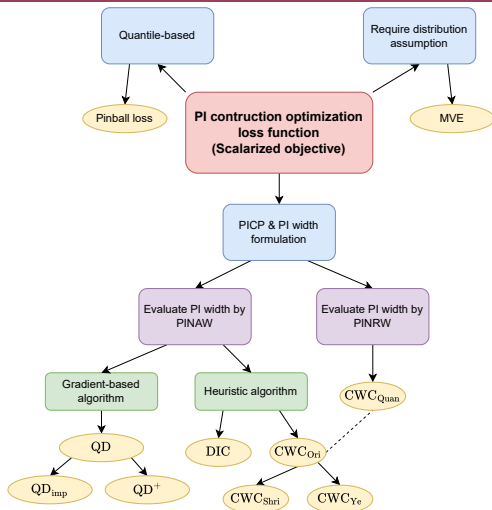 Quantile-based
Require distribution
assumption
Pinball loss
MVE
PI contruction optimization
loss function
(Scalarized objective)
PICP & PI width
formulation
Evaluate PI width by
PINAW
Evaluate PI width by
PINRW
Gradient-based
algorithm
Heuristic algorithm
CWC_Quan
QD
DIC
CWC_Ori
QD_imp
QD⁺
CWC_Shri
CWC_Ye